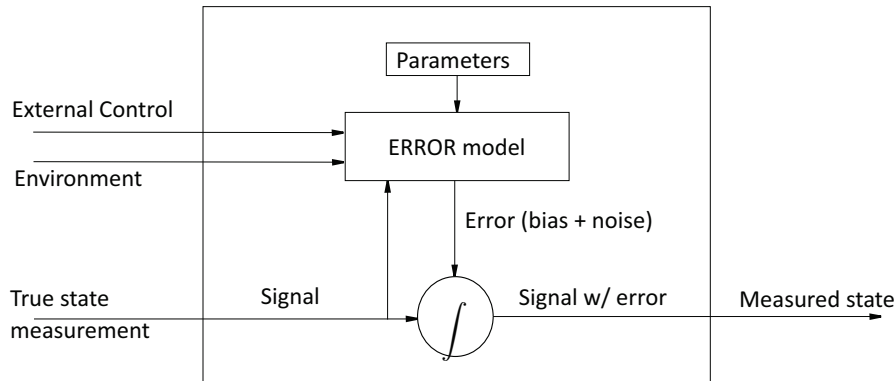 Parameters
External Control
ERROR model
Environment
Error (bias + noise)
True state
measurement
Signal
∫
Signal w/ error
Measured state